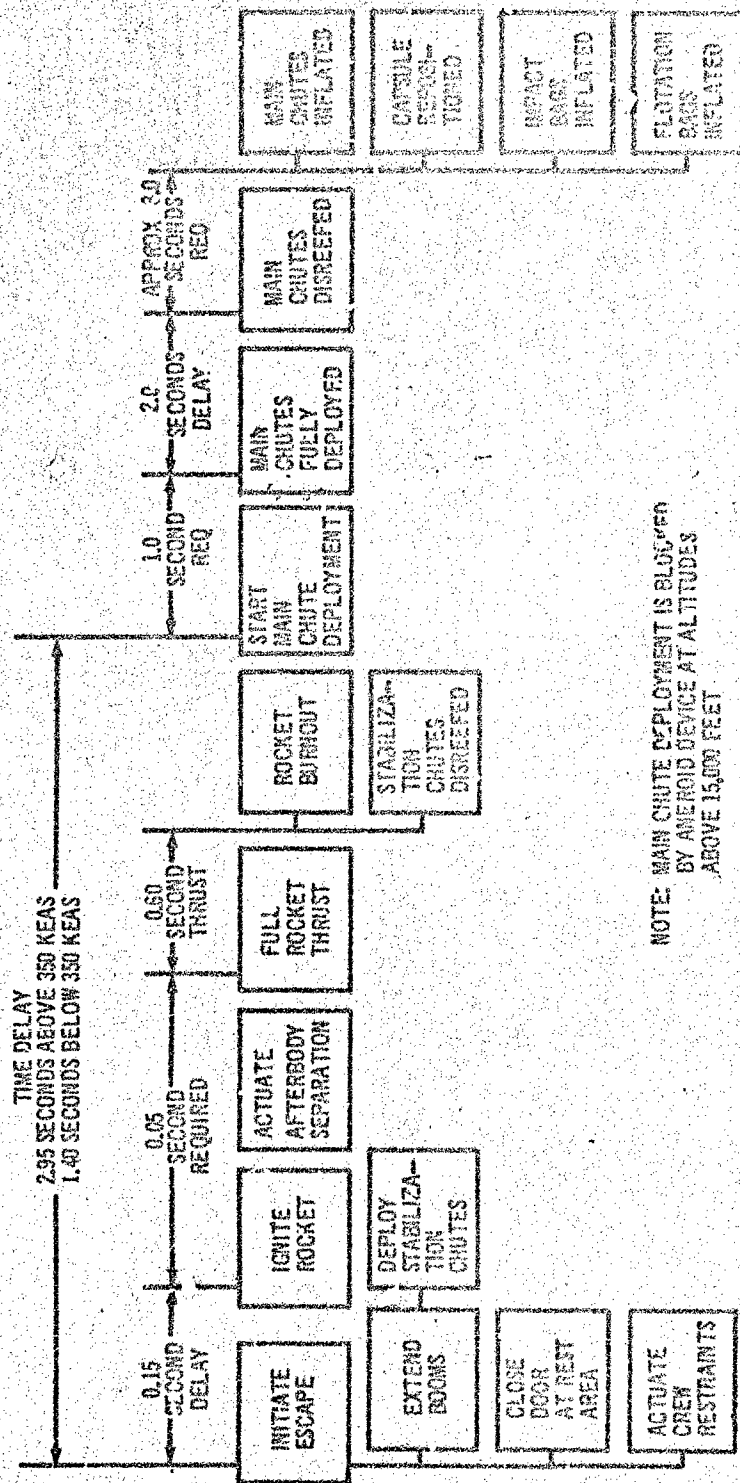 TIME DELAY
2.95 SECONDS ABOVE 350 KEAS
1.40 SECONDS BELOW 350 KEAS
0.15
SECOND
DELAY
0.05
SECOND
REQUIRED
0.60
SECOND
THRUST
1.0
SECOND
REQ
2.0
SECONDS
DELAY
APPROX 3.0
SECONDS
REQ
INITIATE
ESCAPE
IGNITE
ROCKET
ACTUATE
AFTERBODY
SEPARATION
FULL
ROCKET
THRUST
ROCKET
BURNOUT
START
MAIN
CHUTE
DEPLOYMENT
MAIN
CHUTES
FULLY
DEPLOYED
MAIN
CHUTES
DISREEFED
MAIN
CHUTES
INFLATED
EXTEND
BOOMS
DEPLOY
STABILIZA-
TION
CHUTES
STABILIZA-
TION
CHUTES
DISREEFED
CAPSULE
REPOSI-
TIONED
CLOSE
DOOR
AT REST
AREA
IMPACT
BAGS
INFLATED
ACTUATE
CREW
RESTRAINTS
FLOTATION
BAGS
INFLATED
NOTE: MAIN CHUTE DEPLOYMENT IS BLOCKED
BY ANEROID DEVICE AT ALTITUDES
ABOVE 15,000 FEET